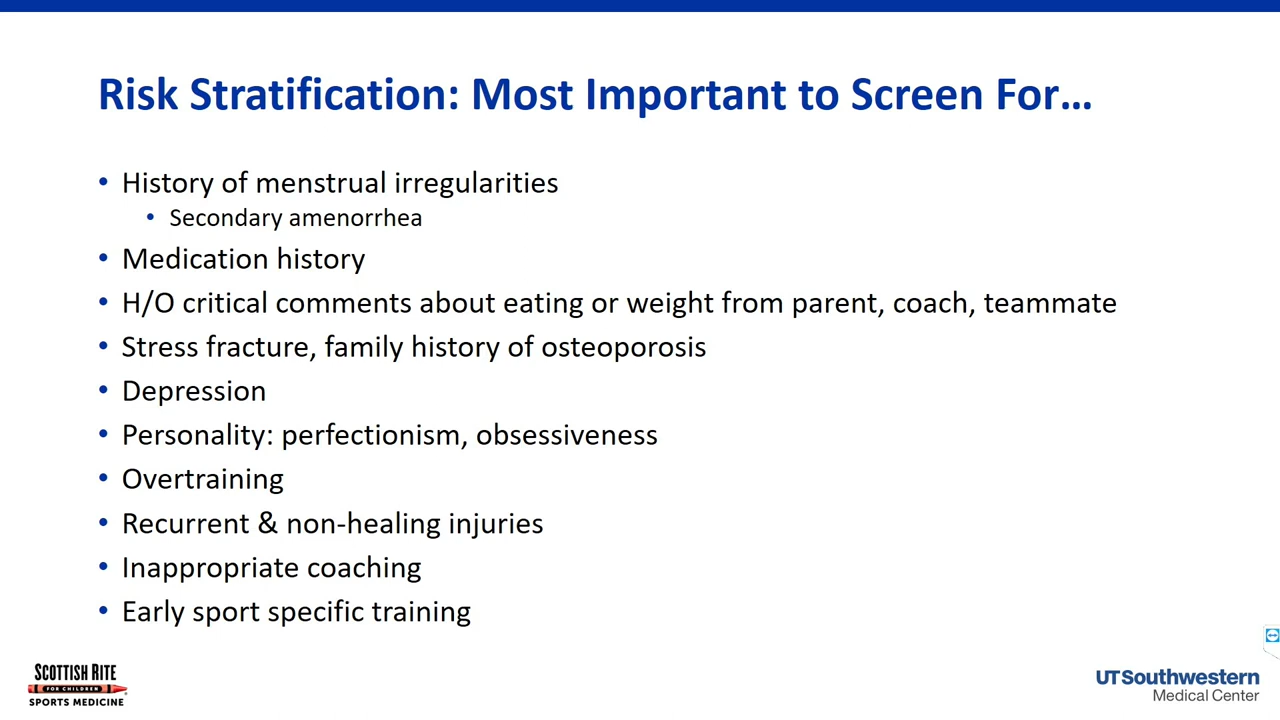 Risk Stratification: Most Important to Screen For...
• History of menstrual irregularities
• Secondary amenorrhea
• Medication history
• H/O critical comments about eating or weight from parent, coach, teammate
• Stress fracture, family history of osteoporosis
• Depression
• Personality: perfectionism, obsessiveness
• Overtraining
• Recurrent & non-healing injuries
• Inappropriate coaching
• Early sport specific training
SCOTTISH RITE
FOR CHILDREN
SPORTS MEDICINE
UTSouthwestern
Medical Center